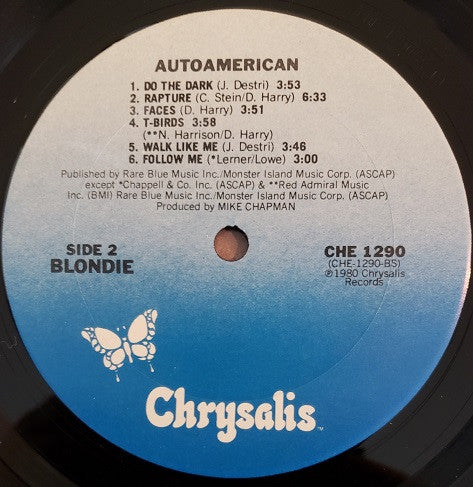 AUTOAMERICAN
1. DO THE DARK (J. Destri) 3:53
2. RAPTURE (C. Stein/D. Harry) 6:33
3. FACES (D. Harry) 3:51
4. T-BIRDS 3:58
(**N. Harrison/D. Harry)
5. WALK LIKE ME (J. Destri) 3:46
6. FOLLOW ME (*Lerner/Lowe) 3:00
Published by Rare Blue Music Inc./Monster Island Music Corp. (ASCAP)
except *Chappell & Co. Inc. (ASCAP) & **Red Admiral Music
Inc. (BMI) Rare Blue Music Inc./Monster Island Music Corp. (ASCAP)
Produced by MIKE CHAPMAN
SIDE 2
BLONDIE
CHE 1290
(CHE-1290-BS)
℗1980 Chrysalis
Records
Chrysalis™